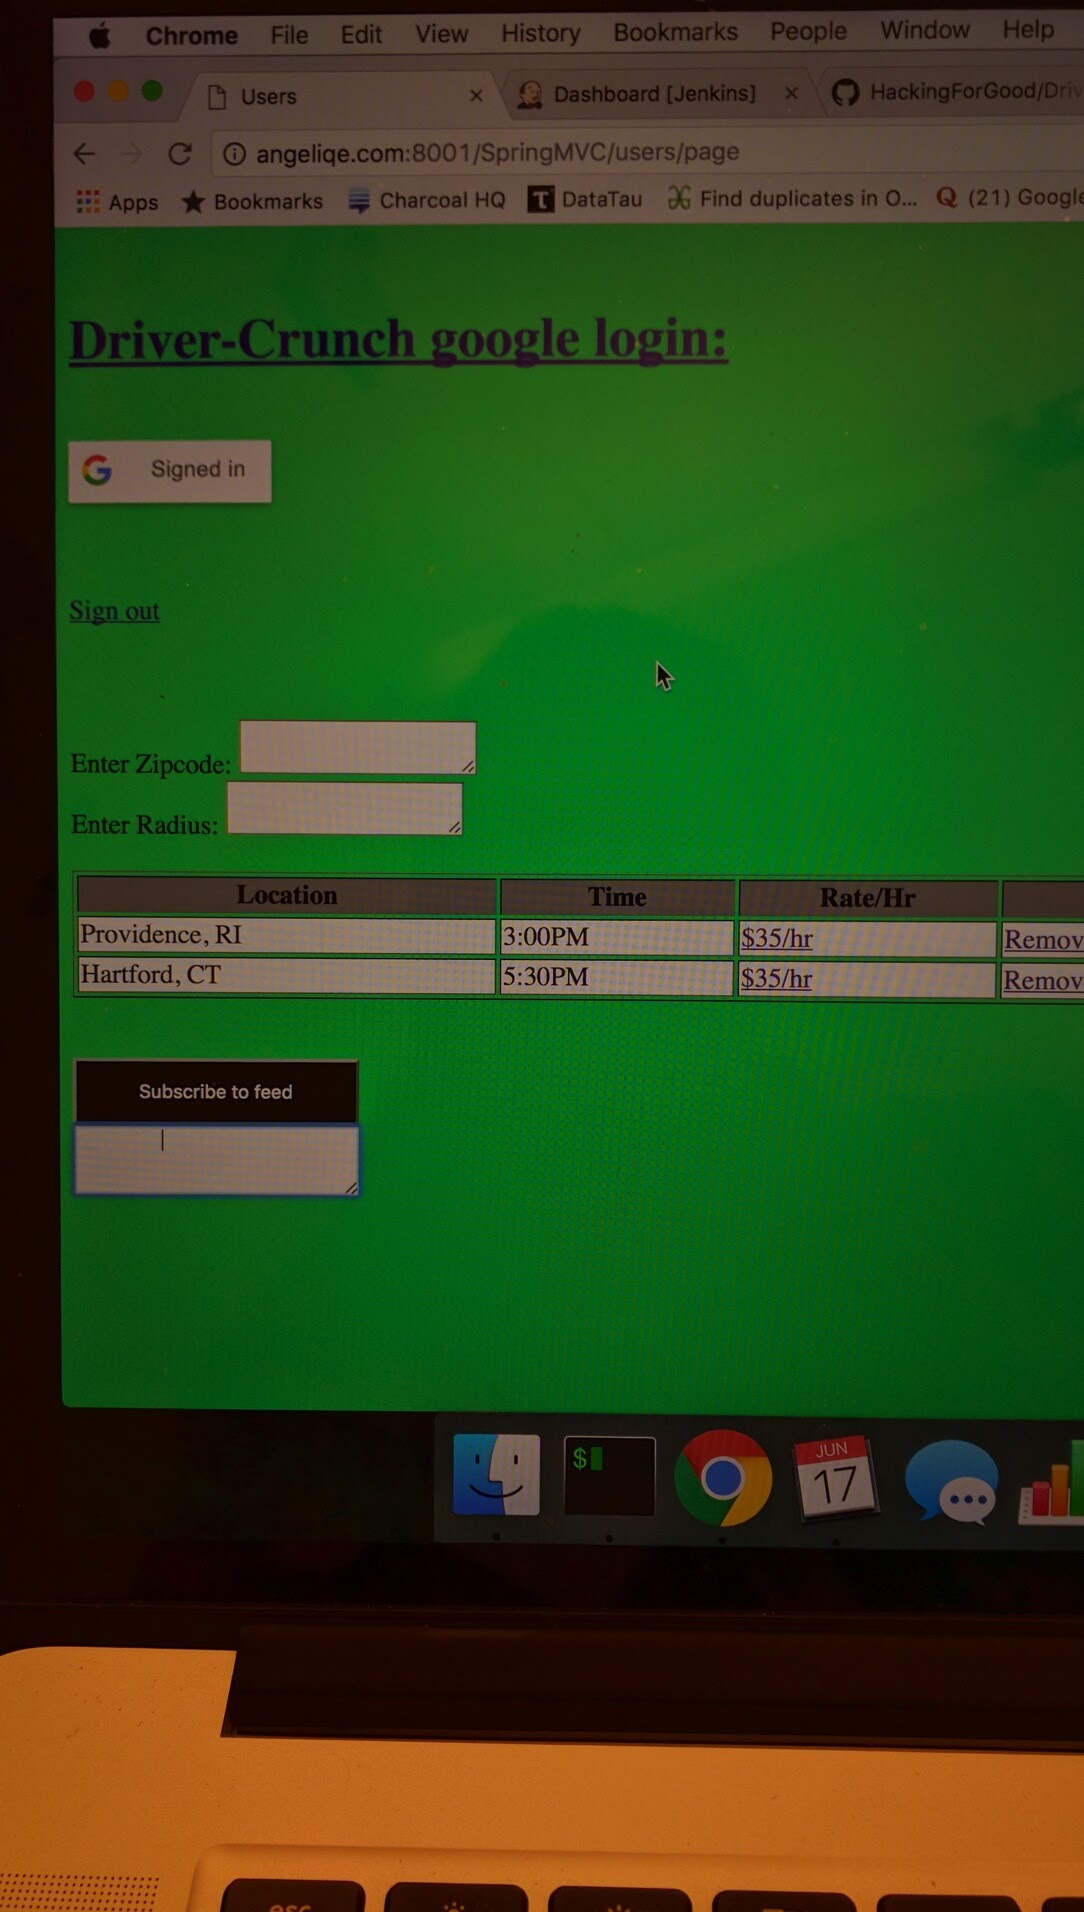 Chrome File Edit View History Bookmarks People Window Help
Users Dashboard [Jenkins] HackingForGood/Driv
angeliqe.com:8001/SpringMVC/users/page
Apps Bookmarks Charcoal HQ DataTau Find duplicates in O... (21) Google
Driver-Crunch google login:
Signed in
Sign out
Enter Zipcode:
Enter Radius:
Location Time Rate/Hr
Providence, RI 3:00PM $35/hr Remov
Hartford, CT 5:30PM $35/hr Remov
Subscribe to feed
$
JUN
17
esc